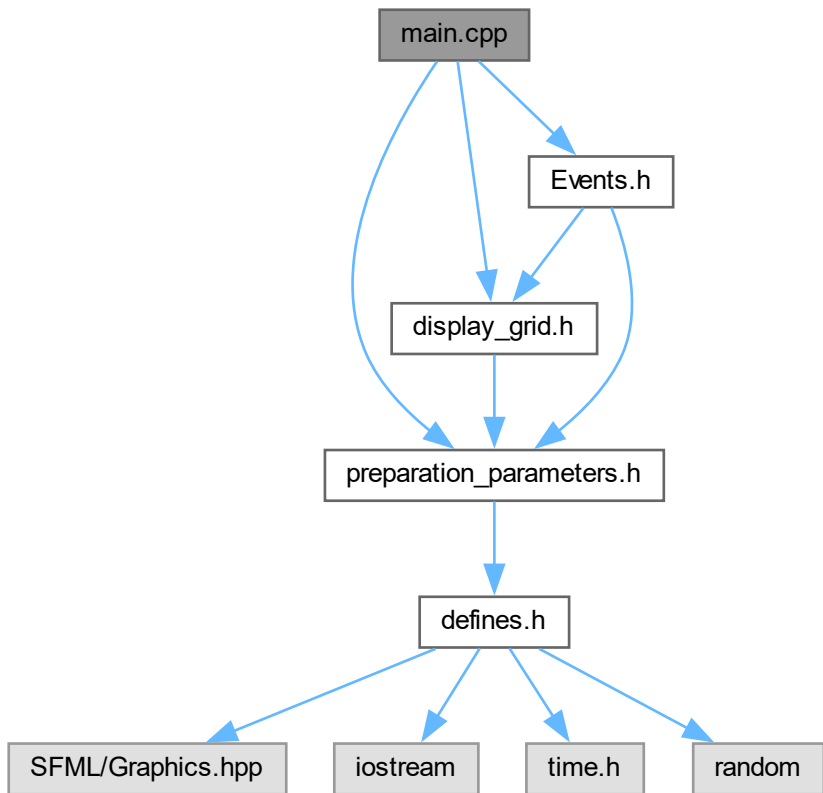 main.cpp
Events.h
display_grid.h
preparation_parameters.h
defines.h
SFML/Graphics.hpp
iostream
time.h
random